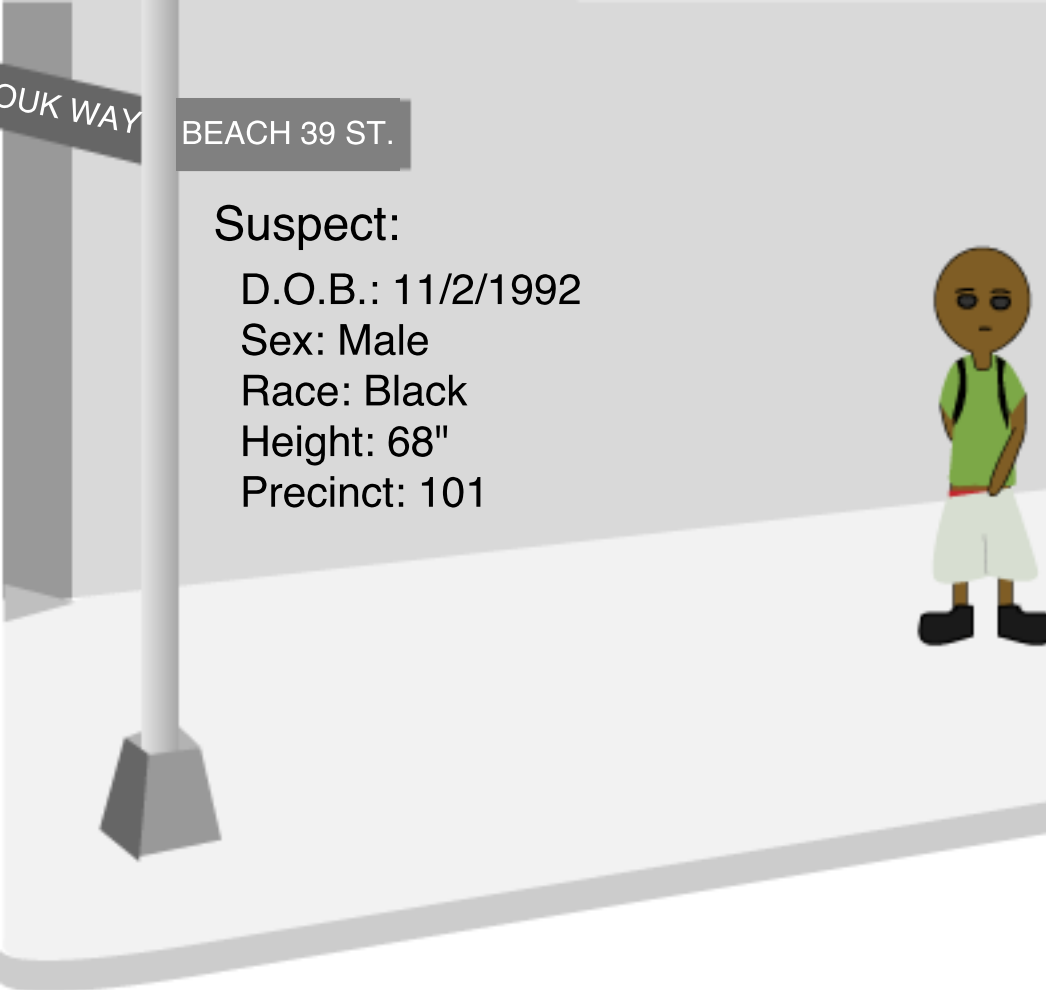 OUK WAY
BEACH 39 ST.
Suspect:
D.O.B.: 11/2/1992
Sex: Male
Race: Black
Height: 68"
Precinct: 101